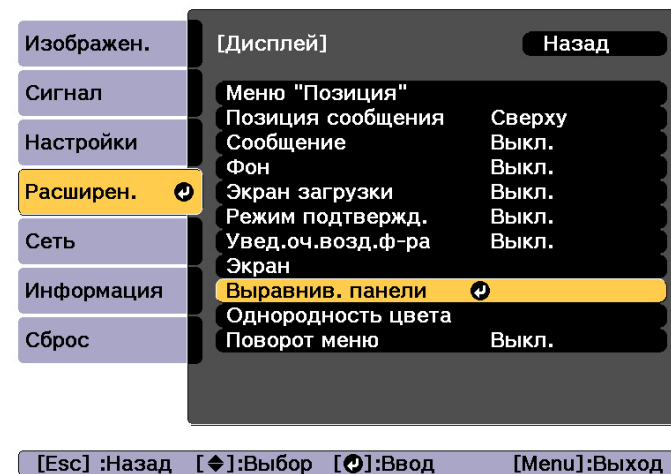 Изображен.
Сигнал
Настройки
Расширен.
Сеть
Информация
Сброс
[Дисплей] Назад
Меню "Позиция"
Позиция сообщения Сверху
Сообщение Выкл.
Фон Выкл.
Экран загрузки Выкл.
Режим подтвержд. Выкл.
Увед.оч.возд.ф-ра Выкл.
Экран
Выравнив. панели
Однородность цвета
Поворот меню Выкл.
[Esc] :Назад [◆]:Выбор [↵]:Ввод [Menu]:Выход